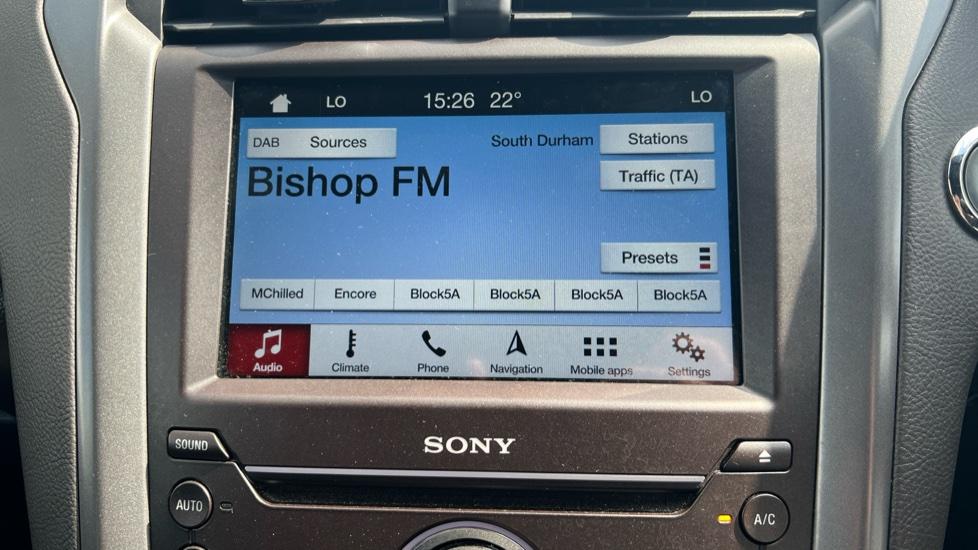 LO 15:26 22° LO
DAB Sources South Durham Stations
Bishop FM Traffic (TA)
Presets
MChilled Encore Block5A Block5A Block5A Block5A
Audio Climate Phone Navigation Mobile apps Settings
SONY
SOUND
AUTO A/C